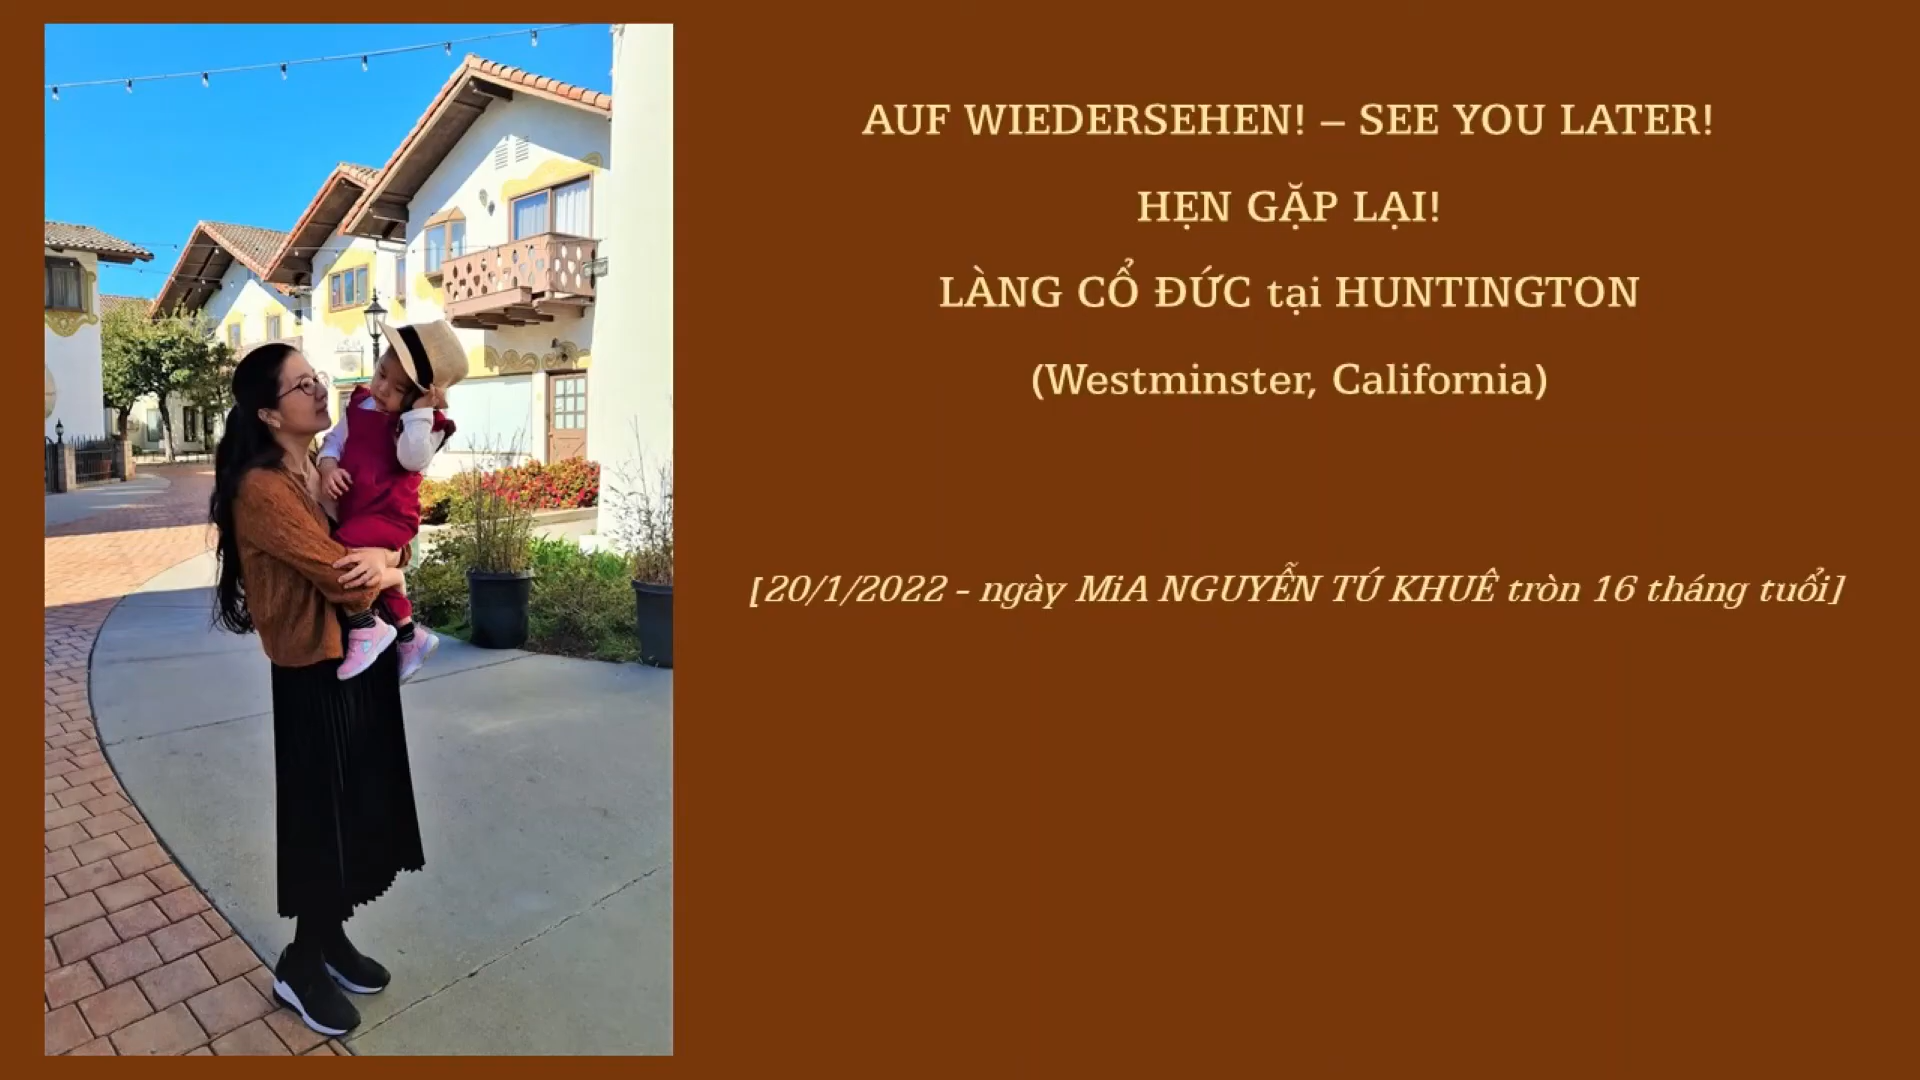 AUF WIEDERSEHEN! – SEE YOU LATER!
HẸN GẶP LẠI!
LÀNG CỔ ĐỨC tại HUNTINGTON
(Westminster, California)
[20/1/2022 – ngày MiA NGUYỄN TÚ KHUÊ tròn 16 tháng tuổi]